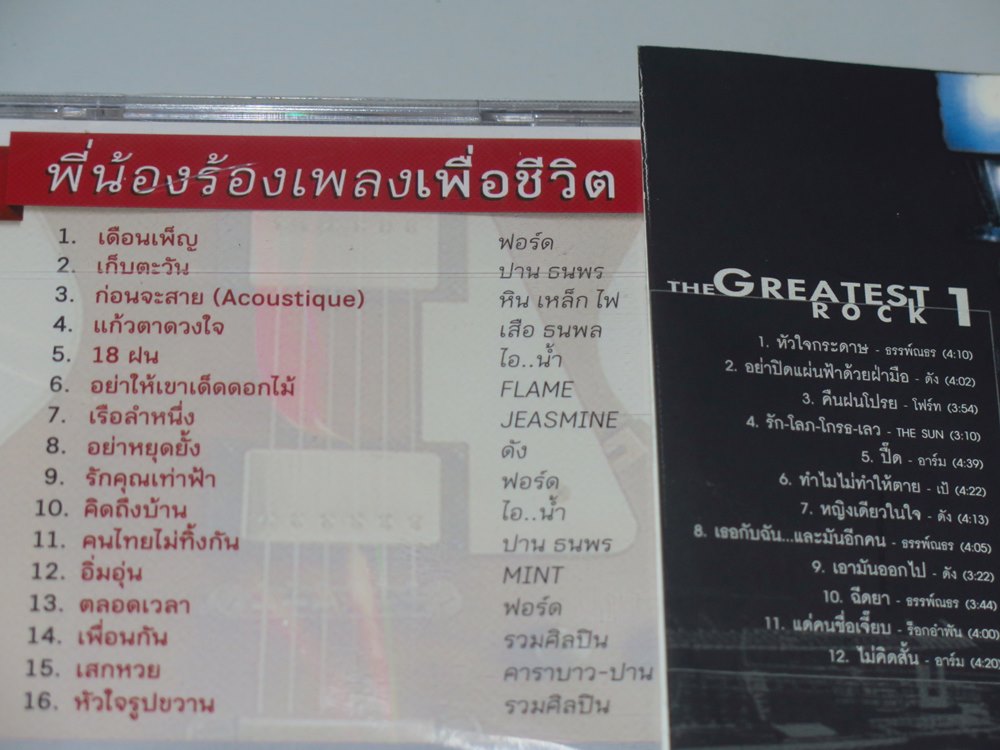 พี่น้องร้องเพลงเพื่อชีวิต
1. เดือนเพ็ญ ฟอร์ด
2. เก็บตะวัน ปาน ธนพร
3. ก่อนจะสาย (Acoustique) หิน เหล็ก ไฟ
4. แก้วตาดวงใจ เสือ ธนพล
5. 18 ฝน ไอ..น้ำ
6. อย่าให้เขาเด็ดดอกไม้ FLAME
7. เรือลำหนึ่ง JEASMINE
8. อย่าหยุดยั้ง ดัง
9. รักคุณเท่าฟ้า ฟอร์ด
10. คิดถึงบ้าน ไอ..น้ำ
11. คนไทยไม่ทิ้งกัน ปาน ธนพร
12. อิ่มอุ่น MINT
13. ตลอดเวลา ฟอร์ด
14. เพื่อนกัน รวมศิลปิน
15. เสกหวย คาราบาว-ปาน
16. หัวใจรูปขวาน รวมศิลปิน
THE GREATEST
ROCK 1
1. หัวใจกระดาษ - ธรรพ์ณธร (4:10)
2. อย่าปิดแผ่นฟ้าด้วยฝ่ามือ - ดัง (4:02)
3. คืนฝนโปรย - โฟร์ท (3:54)
4. รัก-โลภ-โกรธ-เลว - THE SUN (3:10)
5. ปี๊ด - อาร์ม (4:39)
6. ทำไมไม่ทำให้ตาย - เป้ (4:22)
7. หญิงเดียวในใจ - ดัง (4:13)
8. เธอกับฉัน...และมันอีกคน - ธรรพ์ณธร (4:05)
9. เอามันออกไป - ดัง (3:22)
10. ฉีดยา - ธรรพ์ณธร (3:44)
11. แด่คนชื่อเจี๊ยบ - ร็อกอำพัน (4:00)
12. ไม่คิดสั้น - อาร์ม (4:20)